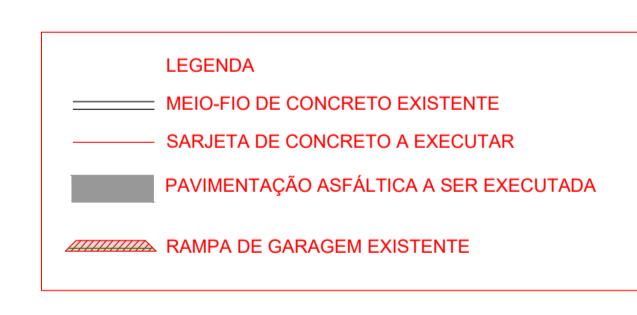 LEGENDA
MEIO-FIO DE CONCRETO EXISTENTE
SARJETA DE CONCRETO A EXECUTAR
PAVIMENTAÇÃO ASFÁLTICA A SER EXECUTADA
RAMPA DE GARAGEM EXISTENTE